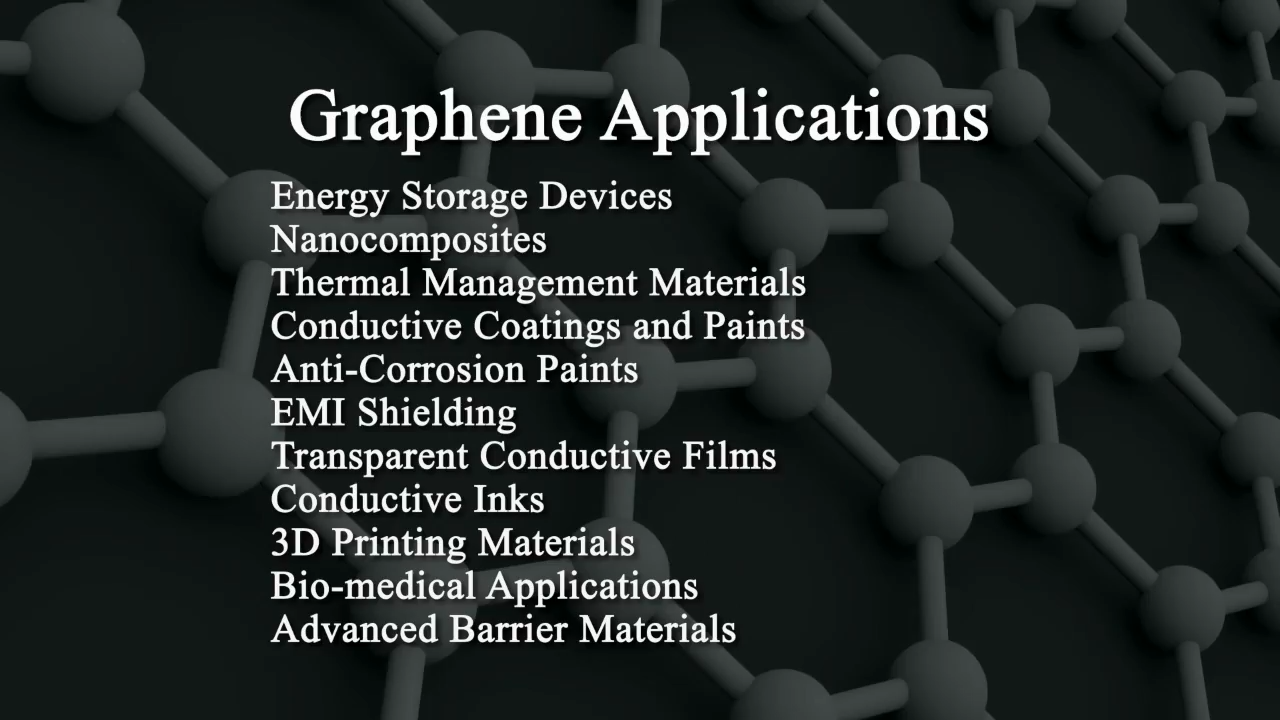 Graphene Applications
Energy Storage Devices
Nanocomposites
Thermal Management Materials
Conductive Coatings and Paints
Anti-Corrosion Paints
EMI Shielding
Transparent Conductive Films
Conductive Inks
3D Printing Materials
Bio-medical Applications
Advanced Barrier Materials